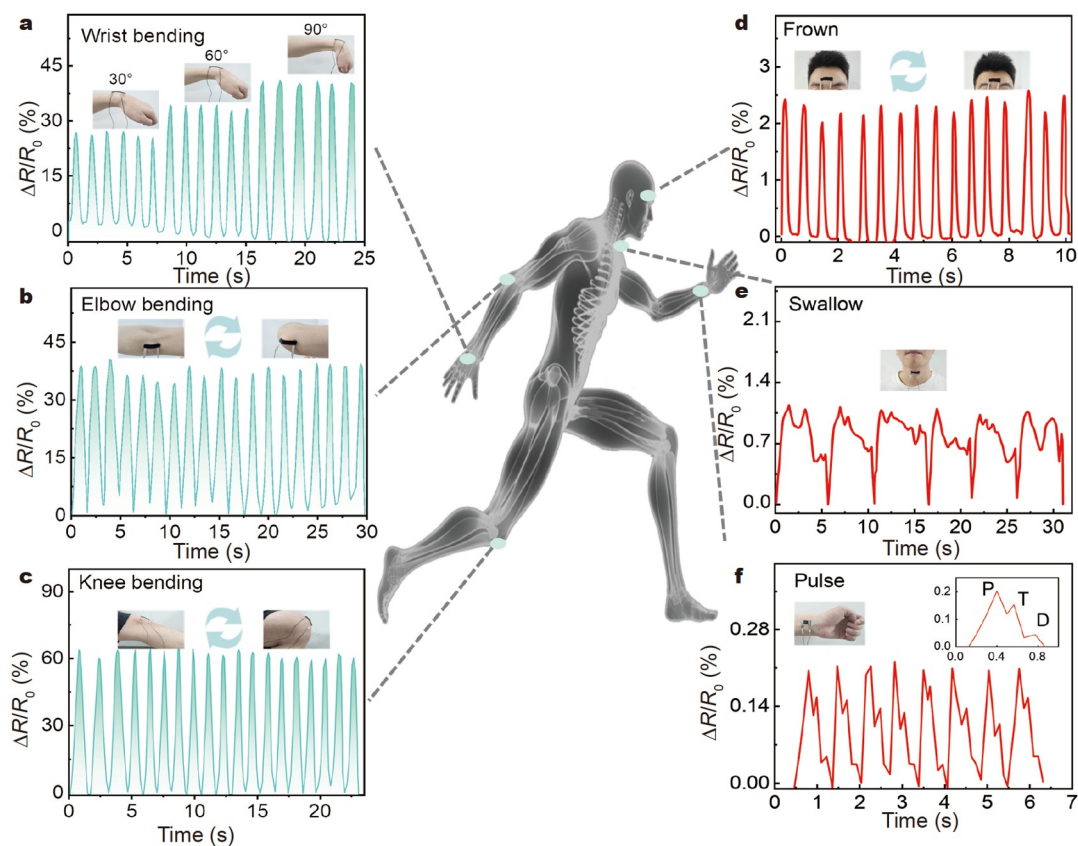 a
Wrist bending
30°
60°
90°
45
30
15
0
ΔR/R0 (%)
0 5 10 15 20 25
Time (s)
b
Elbow bending
45
30
15
0
ΔR/R0 (%)
0 5 10 15 20 25 30
Time (s)
c
Knee bending
90
60
30
0
ΔR/R0 (%)
0 5 10 15 20
Time (s)
d
Frown
3
2
1
0
ΔR/R0 (%)
0 2 4 6 8 10
Time (s)
e
Swallow
2.1
1.4
0.7
0.0
ΔR/R0 (%)
0 5 10 15 20 25 30
Time (s)
f
Pulse
0.28
0.14
0.00
ΔR/R0 (%)
0 1 2 3 4 5 6 7
Time (s)
P
T
D
0.2
0.1
0.0
0.0 0.4 0.8